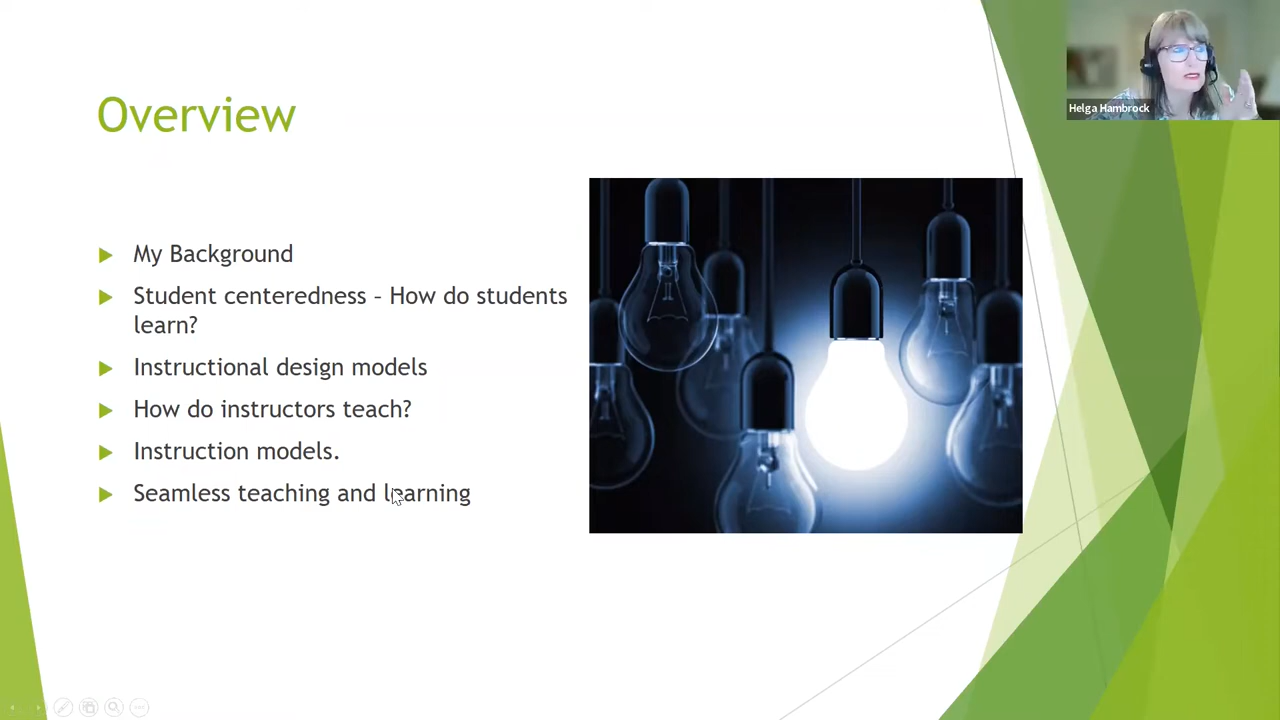 Overview
Helga Hambrock
My Background
Student centeredness – How do students
learn?
Instructional design models
How do instructors teach?
Instruction models.
Seamless teaching and learning